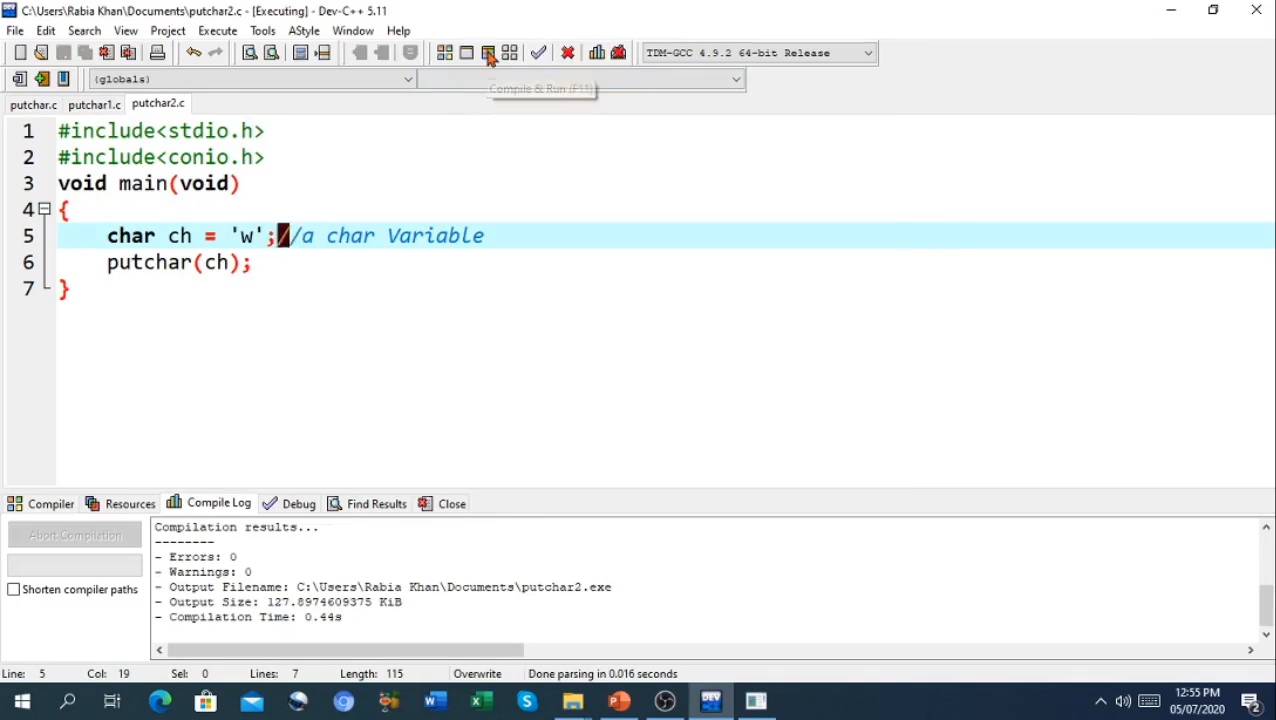 C:\Users\Rabia Khan\Documents\putchar2.c - [Executing] - Dev-C++ 5.11
File Edit Search View Project Execute Tools AStyle Window Help
TDM-GCC 4.9.2 64-bit Release
(globals)
Compile & Run (F11)
putchar.c putchar1.c putchar2.c
1 #include<stdio.h>
2 #include<conio.h>
3 void main(void)
4 {
5 char ch = 'w';//a char Variable
6 putchar(ch);
7 }
Compiler Resources Compile Log Debug Find Results Close
Abort Compilation
Shorten compiler paths
Compilation results...
--------
- Errors: 0
- Warnings: 0
- Output Filename: C:\Users\Rabia Khan\Documents\putchar2.exe
- Output Size: 127.8974609375 KiB
- Compilation Time: 0.44s
Line: 5 Col: 19 Sel: 0 Lines: 7 Length: 115 Overwrite Done parsing in 0.016 seconds
DEV
12:55 PM
05/07/2020
2